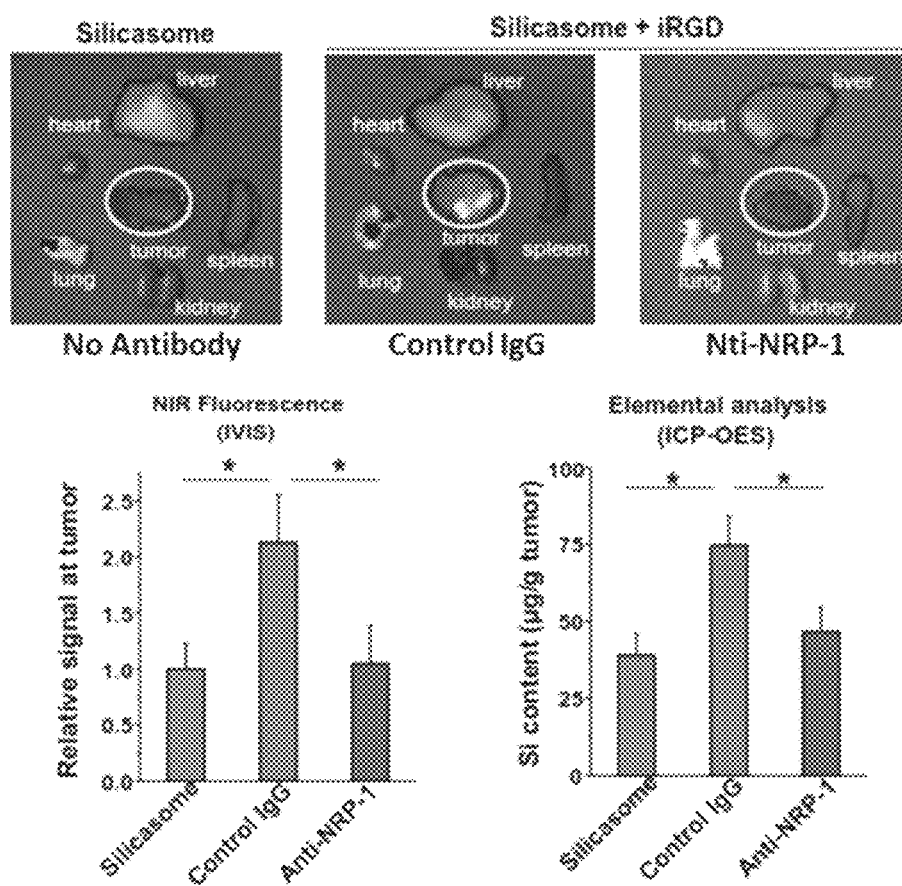 Silicasome
Silicasome + iRGD
liver
heart
tumor
lung
spleen
kidney
liver
heart
tumor
lung
spleen
kidney
liver
heart
tumor
lung
spleen
kidney
No Antibody
Control IgG
Nti-NRP-1
NIR Fluorescence
(IVIS)
Relative signal at tumor
2.5
2.0
1.5
1.0
0.5
0.0
*
*
Silicasome
Control IgG
Anti-NRP-1
Elemental analysis
(ICP-OES)
Si content (µg/g tumor)
100
75
50
25
0
*
*
Silicasome
Control IgG
Anti-NRP-1